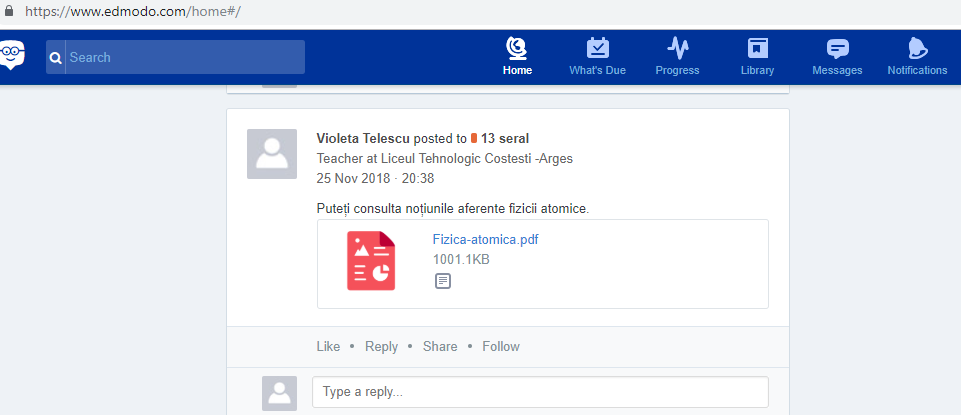 https://www.edmodo.com/home#/
Search
Home
What's Due
Progress
Library
Messages
Notifications
Violeta Telescu posted to 13 seral
Teacher at Liceul Tehnologic Costesti -Arges
25 Nov 2018 · 20:38
Puteți consulta noțiunile aferente fizicii atomice.
Fizica-atomica.pdf
1001.1KB
Like • Reply • Share • Follow
Type a reply...